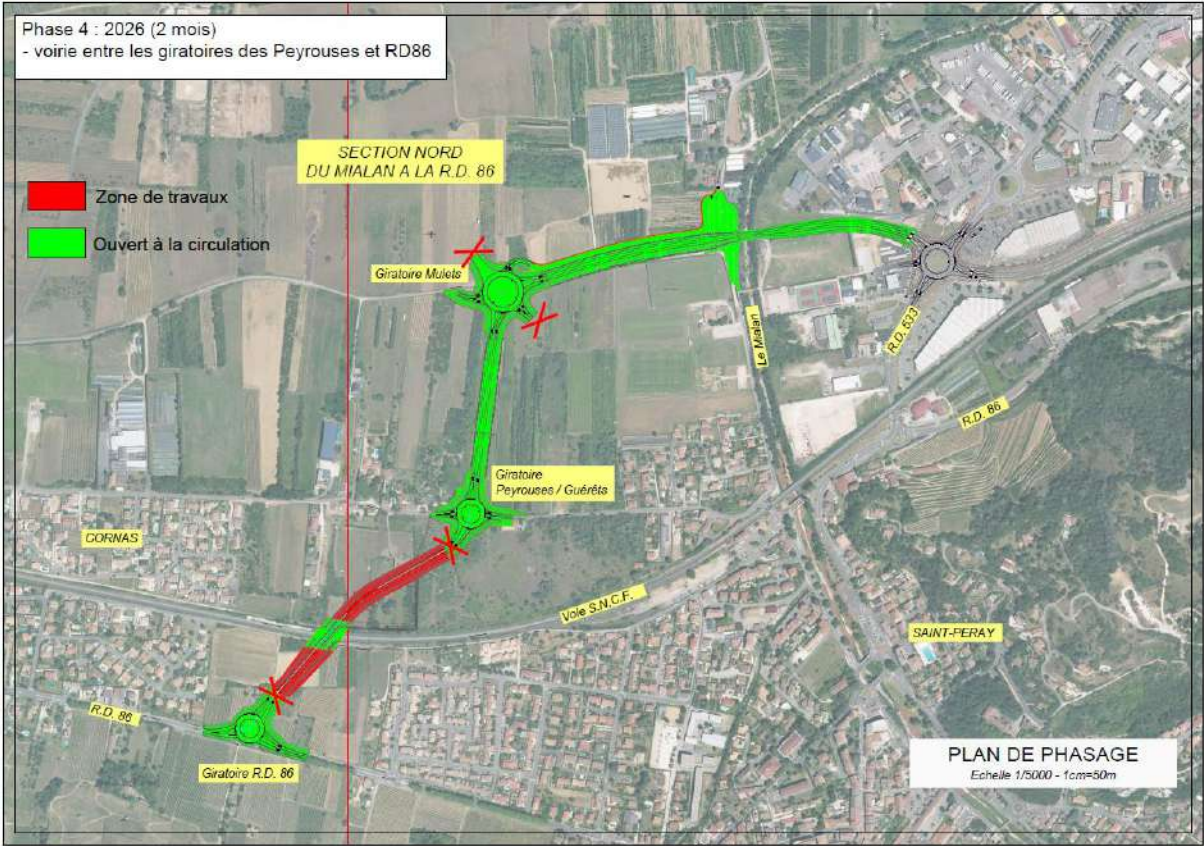 Phase 4 : 2026 (2 mois)
- voirie entre les giratoires des Peyrouses et RD86
SECTION NORD
DU MIALAN A LA R.D. 86
Zone de travaux
Ouvert à la circulation
Giratoire Mulets
Le Mialan
R.D. 533
R.D. 86
Giratoire
Peyrouses / Guérêts
CORNAS
Voie S.N.C.F.
SAINT-PERAY
R.D. 86
Giratoire R.D. 86
PLAN DE PHASAGE
Echelle 1/5000 - 1cm=50m